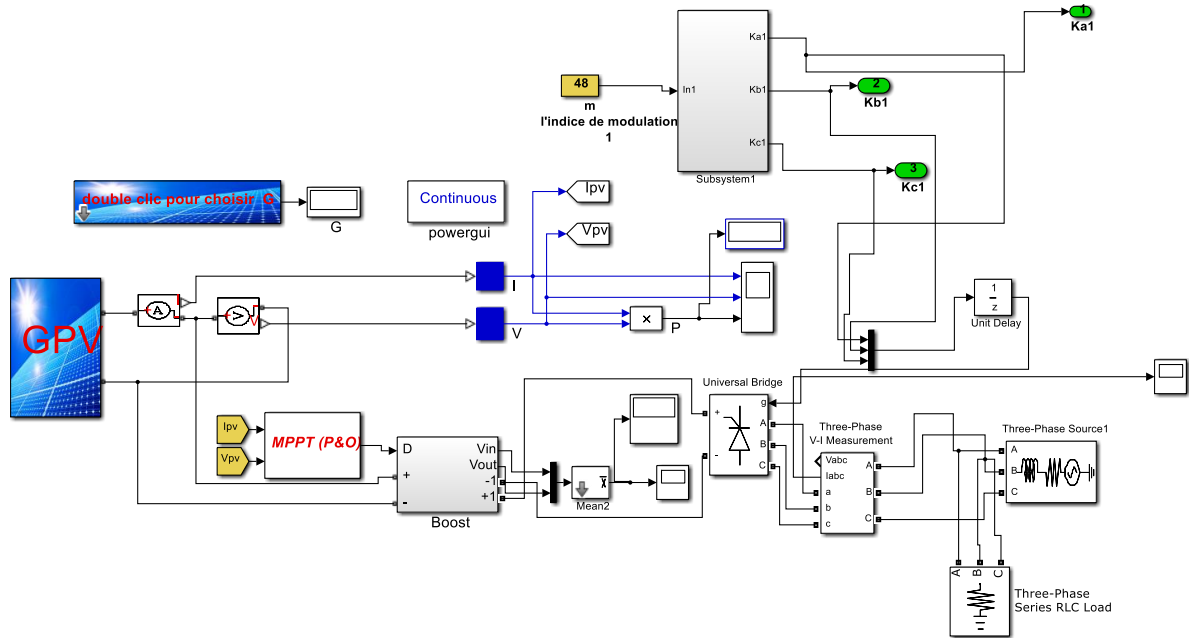 1
Ka1
Ka1
48
2
In1
Kb1
m
Kb1
l'indice de modulation
1
Kc1
3
Kc1
Subsystem1
double clic pour choisir G
Continuous
Ipv
G
powergui
Vpv
I
A
V
GPV
I
V
×
P
1
z
Unit Delay
Universal Bridge
g
+
A
Three-Phase
V-I Measurement
Three-Phase Source1
Ipv
MPPT (P&O)
B
-
C
Vabc
A
A
Vpv
D
Vin
Iabc
B
Vout
a
B
+
-1
x
b
C
-
+1
c
C
Mean2
Boost
A
B
C
Three-Phase
Series RLC Load